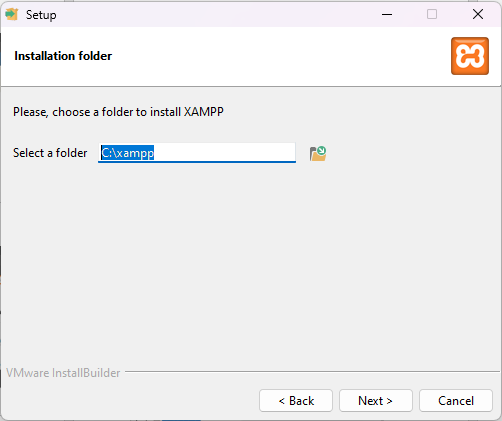 Setup
Installation folder
Please, choose a folder to install XAMPP
Select a folder C:\xampp
VMware InstallBuilder
< Back Next > Cancel